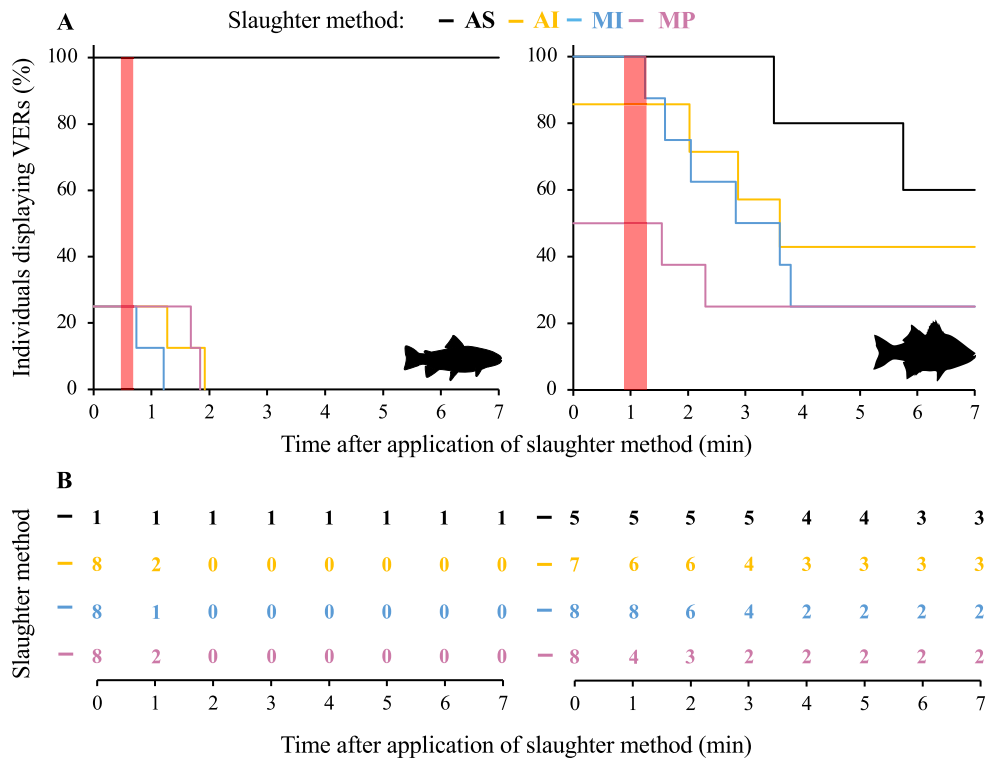 A
Slaughter method: AS AI MI MP
Individuals displaying VERs (%)
100
80
60
40
20
0
0 1 2 3 4 5 6 7
100
80
60
40
20
0
0 1 2 3 4 5 6 7
Time after application of slaughter method (min)
B
Slaughter method
1 1 1 1 1 1 1 1 5 5 5 5 4 4 3 3
8 2 0 0 0 0 0 0 7 6 6 4 3 3 3 3
8 1 0 0 0 0 0 0 8 8 6 4 2 2 2 2
8 2 0 0 0 0 0 0 8 4 3 2 2 2 2 2
0 1 2 3 4 5 6 7 0 1 2 3 4 5 6 7
Time after application of slaughter method (min)